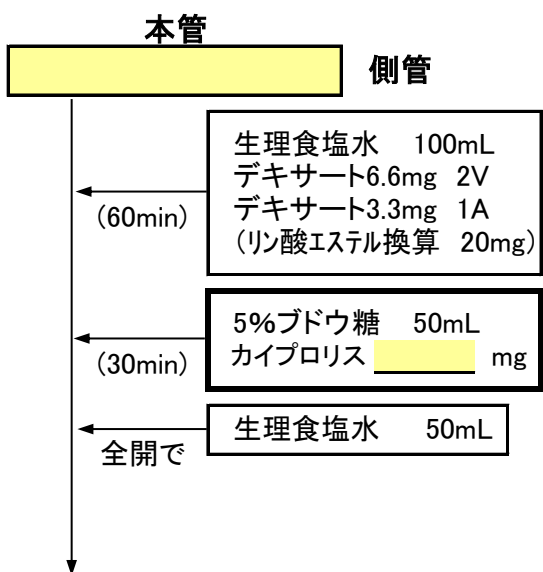 本管
側管
生理食塩水 100mL
デキサート6.6mg 2V
デキサート3.3mg 1A
(リン酸エステル換算 20mg)
(60min)
5%ブドウ糖 50mL
カイプロリス mg
(30min)
生理食塩水 50mL
全開で